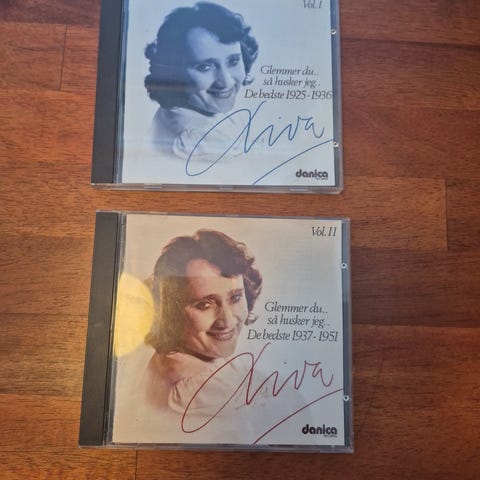 Vol. I
Glemmer du..
så husker jeg..
De bedste 1925-1936
Liva
danica
Vol. II
Glemmer du..
så husker jeg..
De bedste 1937-1951
Liva
danica